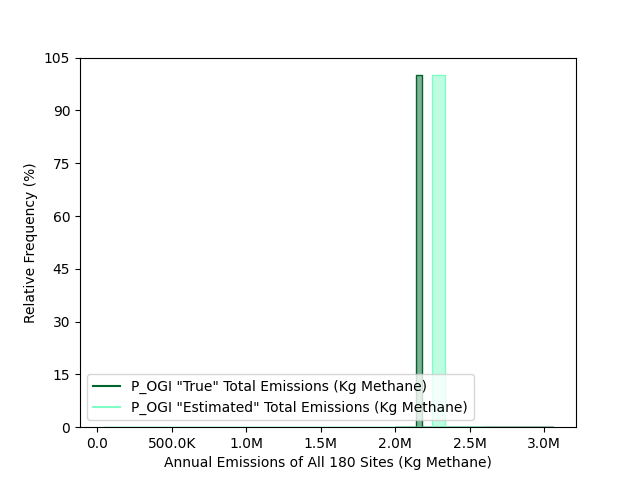 105
90
75
60
45
30
15
0
Relative Frequency (%)
P_OGI "True" Total Emissions (Kg Methane)
P_OGI "Estimated" Total Emissions (Kg Methane)
0.0 500.0K 1.0M 1.5M 2.0M 2.5M 3.0M
Annual Emissions of All 180 Sites (Kg Methane)